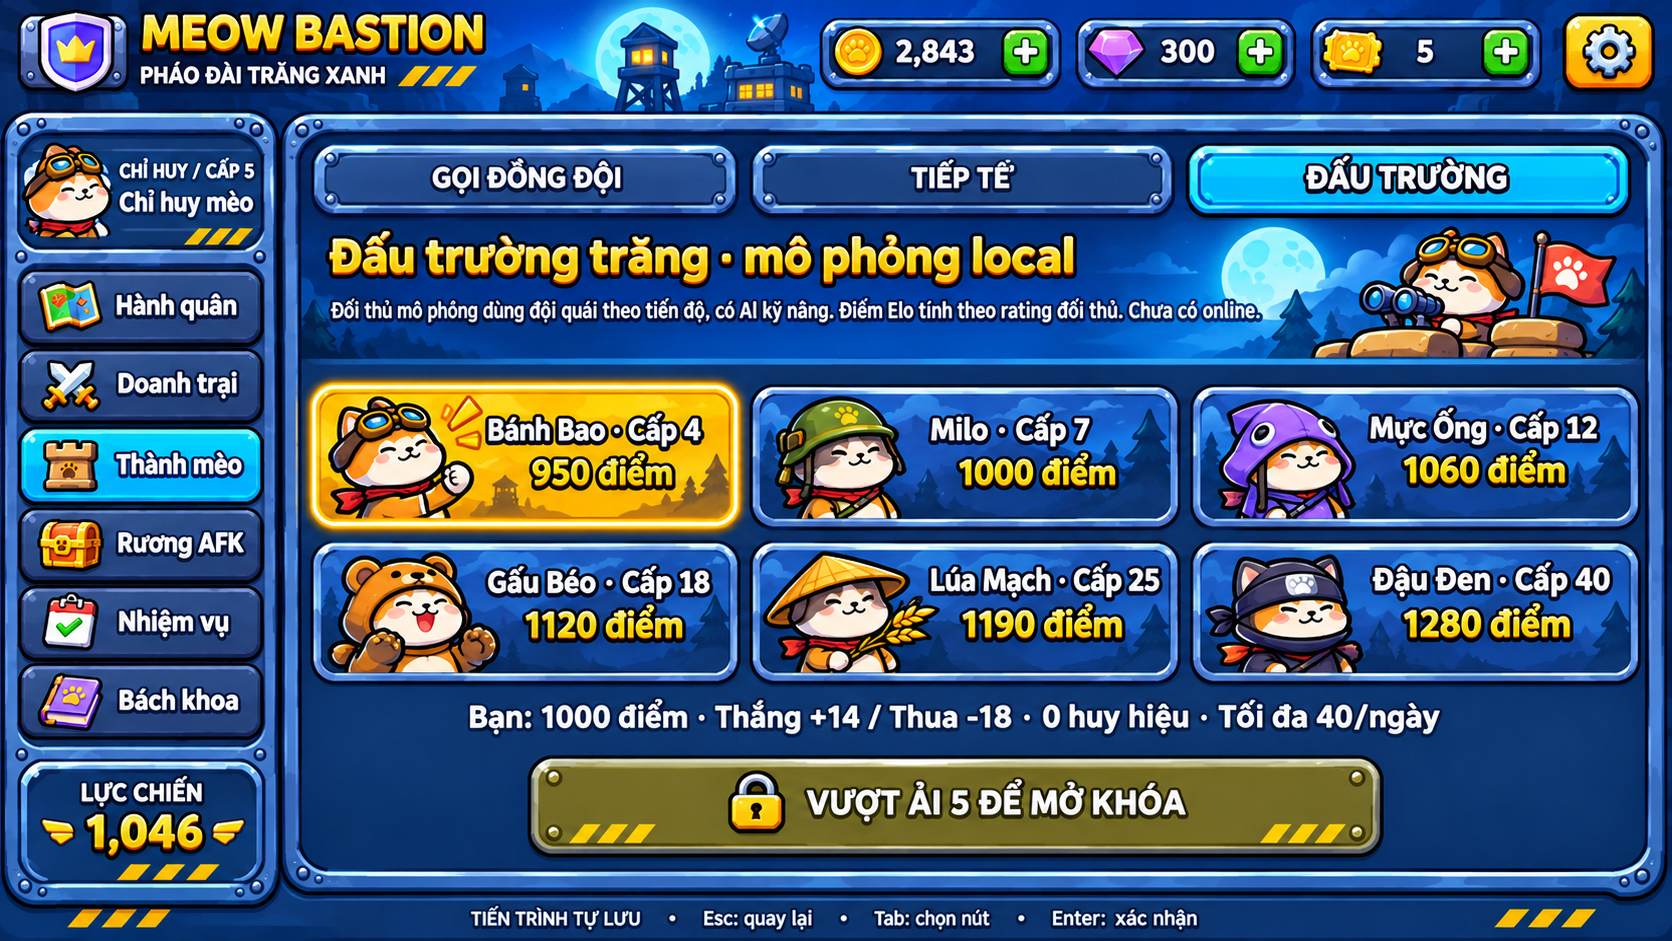 MEOW BASTION
PHÁO ĐÀI TRĂNG XANH
2,843
300
5
CHỈ HUY / CẤP 5
Chỉ huy mèo
Hành quân
Doanh trại
Thành mèo
Rương AFK
Nhiệm vụ
Bách khoa
LỰC CHIẾN
1,046
GỌI ĐỒNG ĐỘI
TIẾP TẾ
ĐẤU TRƯỜNG
Đấu trường trăng · mô phỏng local
Đối thủ mô phỏng dùng đội quái theo tiến độ, có AI kỹ năng. Điểm Elo tính theo rating đối thủ. Chưa có online.
Bánh Bao · Cấp 4
950 điểm
Milo · Cấp 7
1000 điểm
Mực Ống · Cấp 12
1060 điểm
Gấu Béo · Cấp 18
1120 điểm
Lúa Mạch · Cấp 25
1190 điểm
Đậu Đen · Cấp 40
1280 điểm
Bạn: 1000 điểm · Thắng +14 / Thua -18 · 0 huy hiệu · Tối đa 40/ngày
VƯỢT ẢI 5 ĐỂ MỞ KHÓA
TIẾN TRÌNH TỰ LƯU • Esc: quay lại • Tab: chọn nút • Enter: xác nhận